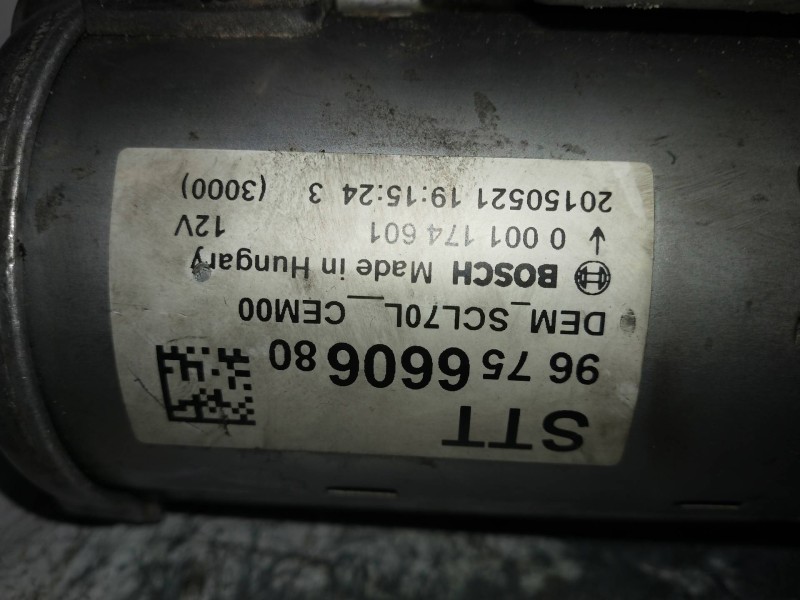 STT
96 75 6606 80
DEM_SCL70L__CEM00
BOSCH Made in Hungary
0 001 174 601 12V
20150521 19:15:24 3 (3000)